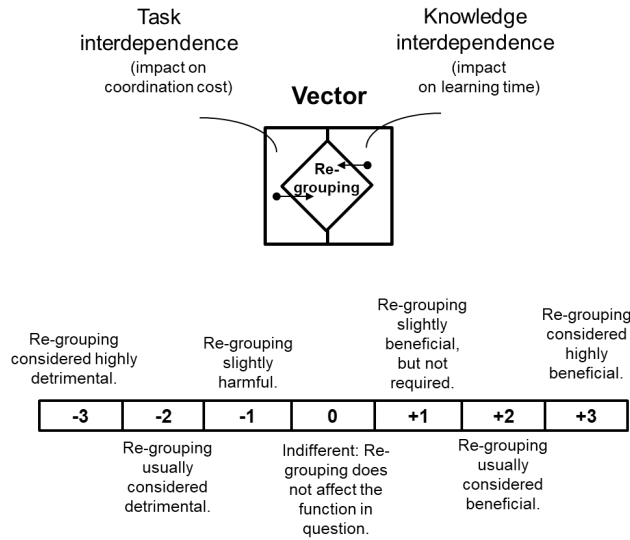 Task
interdependence
(impact on
coordination cost)
Knowledge
interdependence
(impact
on learning time)
Vector
Re-
grouping
Re-grouping
considered highly
detrimental.
Re-grouping
slightly
harmful.
Re-grouping
slightly
beneficial,
but not
required.
Re-grouping
considered
highly
beneficial.
-3 -2 -1 0 +1 +2 +3
Re-grouping
usually
considered
detrimental.
Indifferent: Re-
grouping does
not affect the
function in
question.
Re-grouping
usually
considered
beneficial.